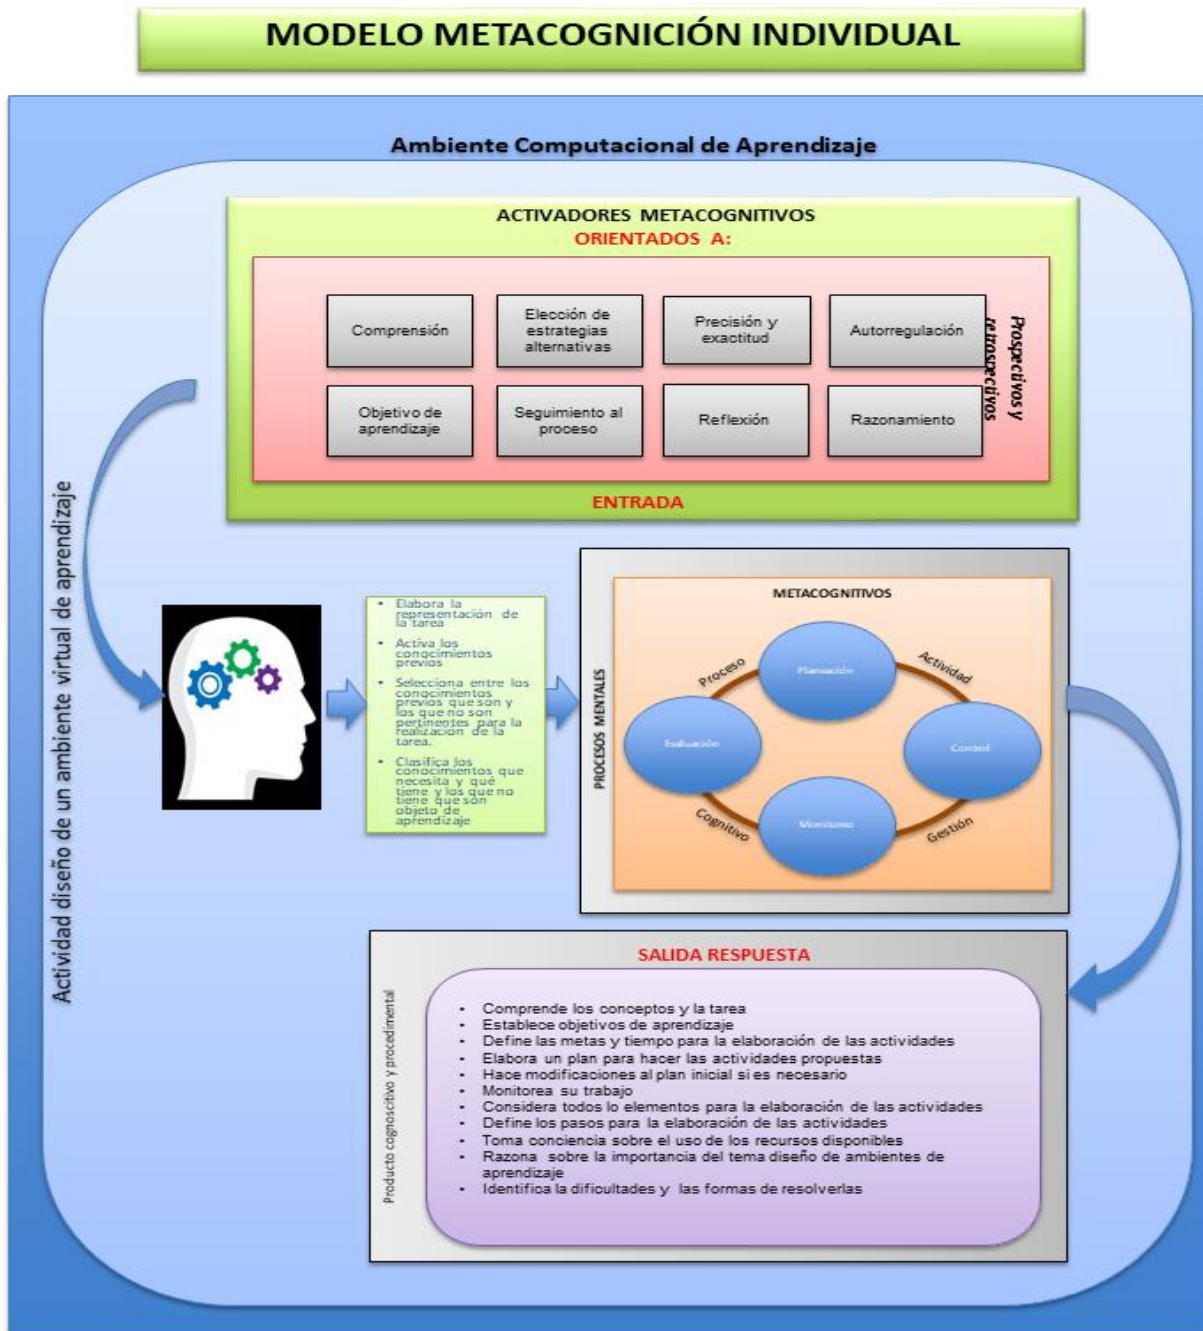 MODELO METACOGNICIÓN INDIVIDUAL
Ambiente Computacional de Aprendizaje
ACTIVADORES METACOGNITIVOS
ORIENTADOS A:
Comprensión
Elección de
estrategias
alternativas
Precisión y
exactitud
Autorregulación
Objetivo de
aprendizaje
Seguimiento al
proceso
Reflexión
Razonamiento
Prospectivos y
retrospectivos
ENTRADA
Actividad diseño de un ambiente virtual de aprendizaje
• Elabora la
representación de
la tarea
• Activa los
conocimientos
previos
• Selecciona entre los
conocimientos
previos que son y
los que no son
pertinentes para la
realización de la
tarea.
• Clasifica los
conocimientos que
necesita y qué
tiene y los que no
tiene que son
objeto de
aprendizaje
PROCESOS MENTALES
METACOGNITIVOS
Proceso
Planeación
Actividad
Evaluación
Control
Cognitivo
Monitoreo
Gestión
SALIDA RESPUESTA
Producto cognoscitivo y procedimental
• Comprende los conceptos y la tarea
• Establece objetivos de aprendizaje
• Define las metas y tiempo para la elaboración de las actividades
• Elabora un plan para hacer las actividades propuestas
• Hace modificaciones al plan inicial si es necesario
• Monitorea su trabajo
• Considera todos lo elementos para la elaboración de las actividades
• Define los pasos para la elaboración de las actividades
• Toma conciencia sobre el uso de los recursos disponibles
• Razona sobre la importancia del tema diseño de ambientes de
aprendizaje
• Identifica la dificultades y las formas de resolverlas